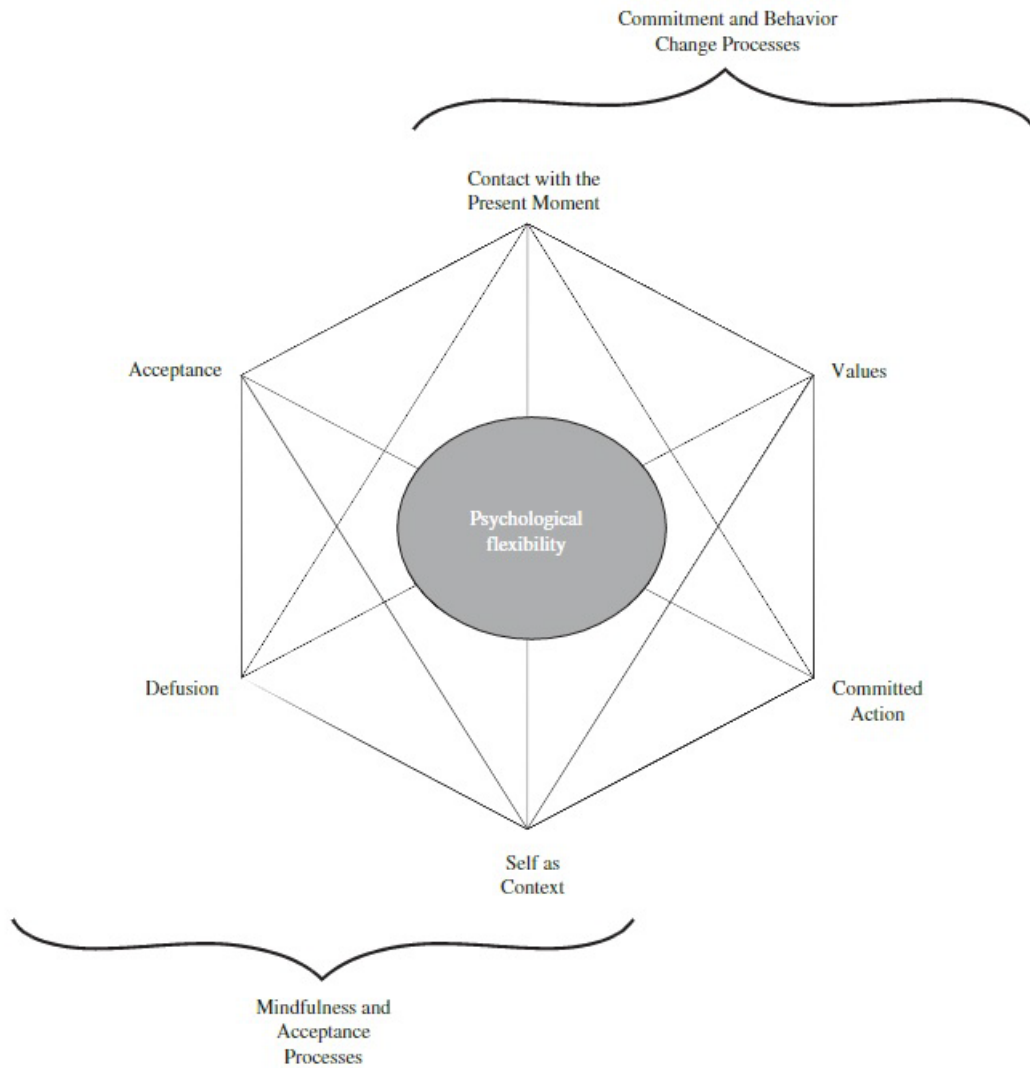 Commitment and Behavior
Change Processes
Contact with the
Present Moment
Acceptance
Values
Psychological
flexibility
Defusion
Committed
Action
Self as
Context
Mindfulness and
Acceptance
Processes